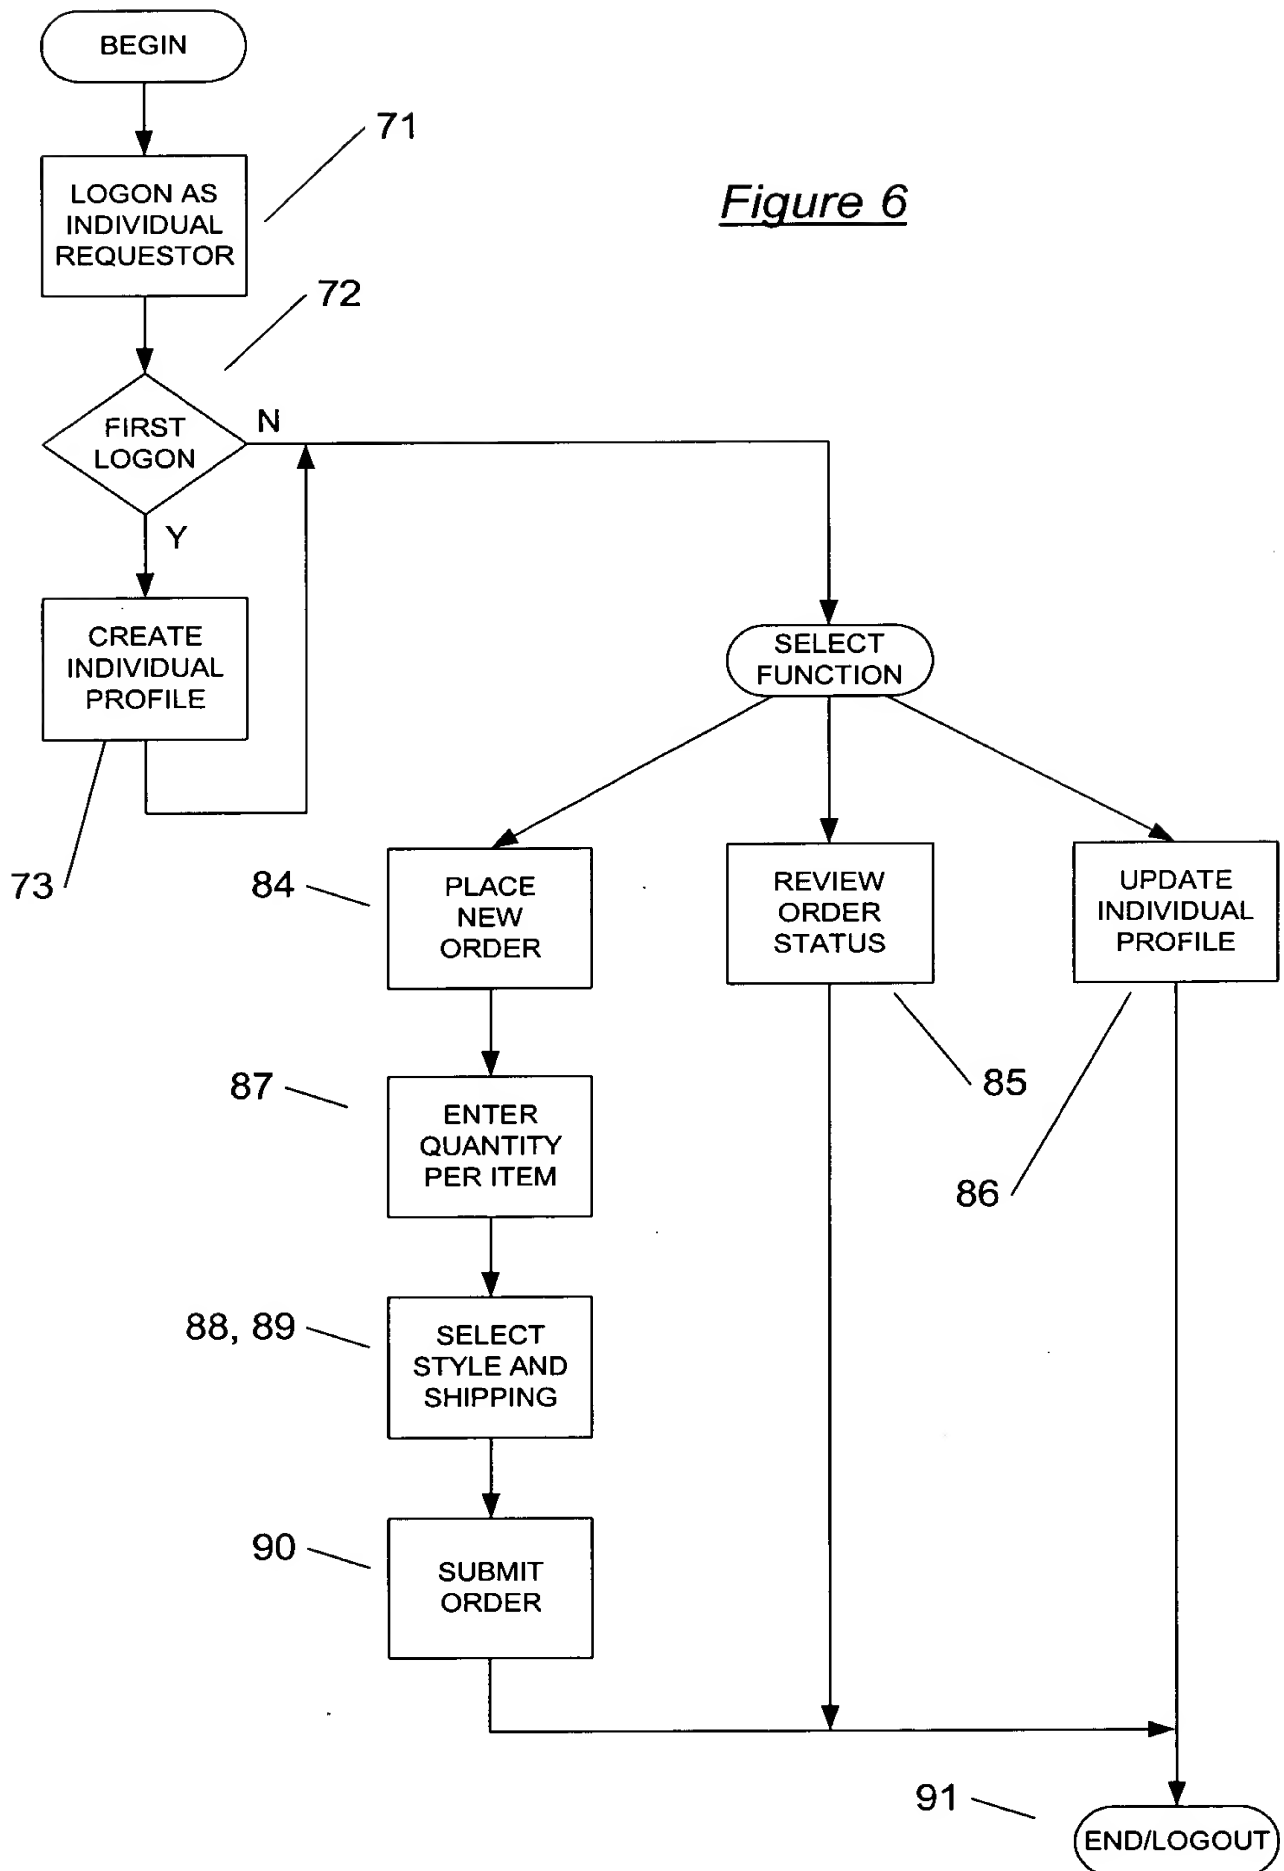 BEGIN
71
LOGON AS
INDIVIDUAL
REQUESTOR
Figure 6
72
FIRST
LOGON
N
Y
CREATE
INDIVIDUAL
PROFILE
73
SELECT
FUNCTION
84
PLACE
NEW
ORDER
REVIEW
ORDER
STATUS
UPDATE
INDIVIDUAL
PROFILE
85
86
87
ENTER
QUANTITY
PER ITEM
88, 89
SELECT
STYLE AND
SHIPPING
90
SUBMIT
ORDER
91
END/LOGOUT